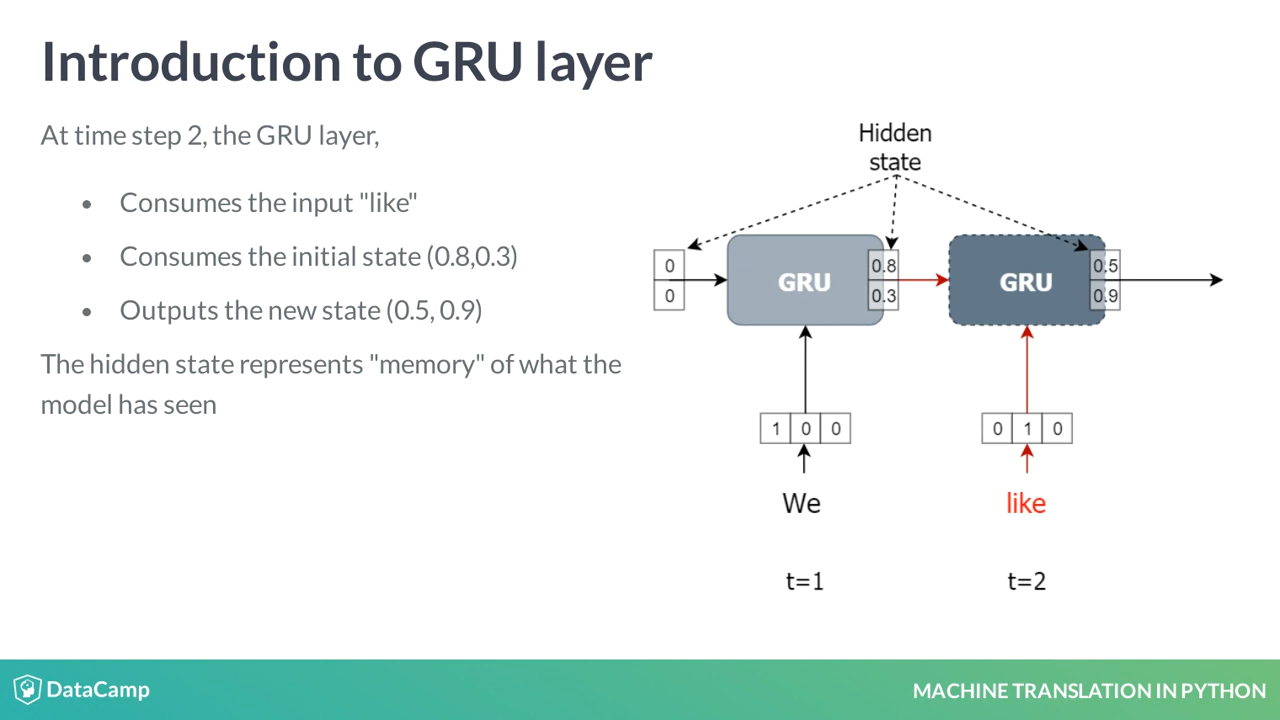 Introduction to GRU layer
At time step 2, the GRU layer,
• Consumes the input "like"
• Consumes the initial state (0.8,0.3)
• Outputs the new state (0.5, 0.9)
The hidden state represents "memory" of what the
model has seen
Hidden
state
0
0
GRU
0.8
0.3
GRU
0.5
0.9
1 0 0
0 1 0
We
like
t=1
t=2
DataCamp
MACHINE TRANSLATION IN PYTHON